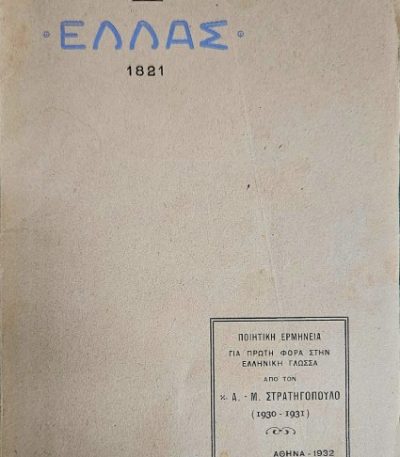 ·ΕΛΛΑΣ·
1821
ΠΟΙΗΤΙΚΗ ΕΡΜΗΝΕΙΑ
ΓΙΑ ΠΡΩΤΗ ΦΟΡΑ ΣΤΗΝ
ΕΛΛΗΝΙΚΗ ΓΛΩΣΣΑ
ΑΠΟ ΤΟΝ
κ. Α. - Μ. ΣΤΡΑΤΗΓΟΠΟΥΛΟ
(1930 - 1931)
ΑΘΗΝΑ - 1932